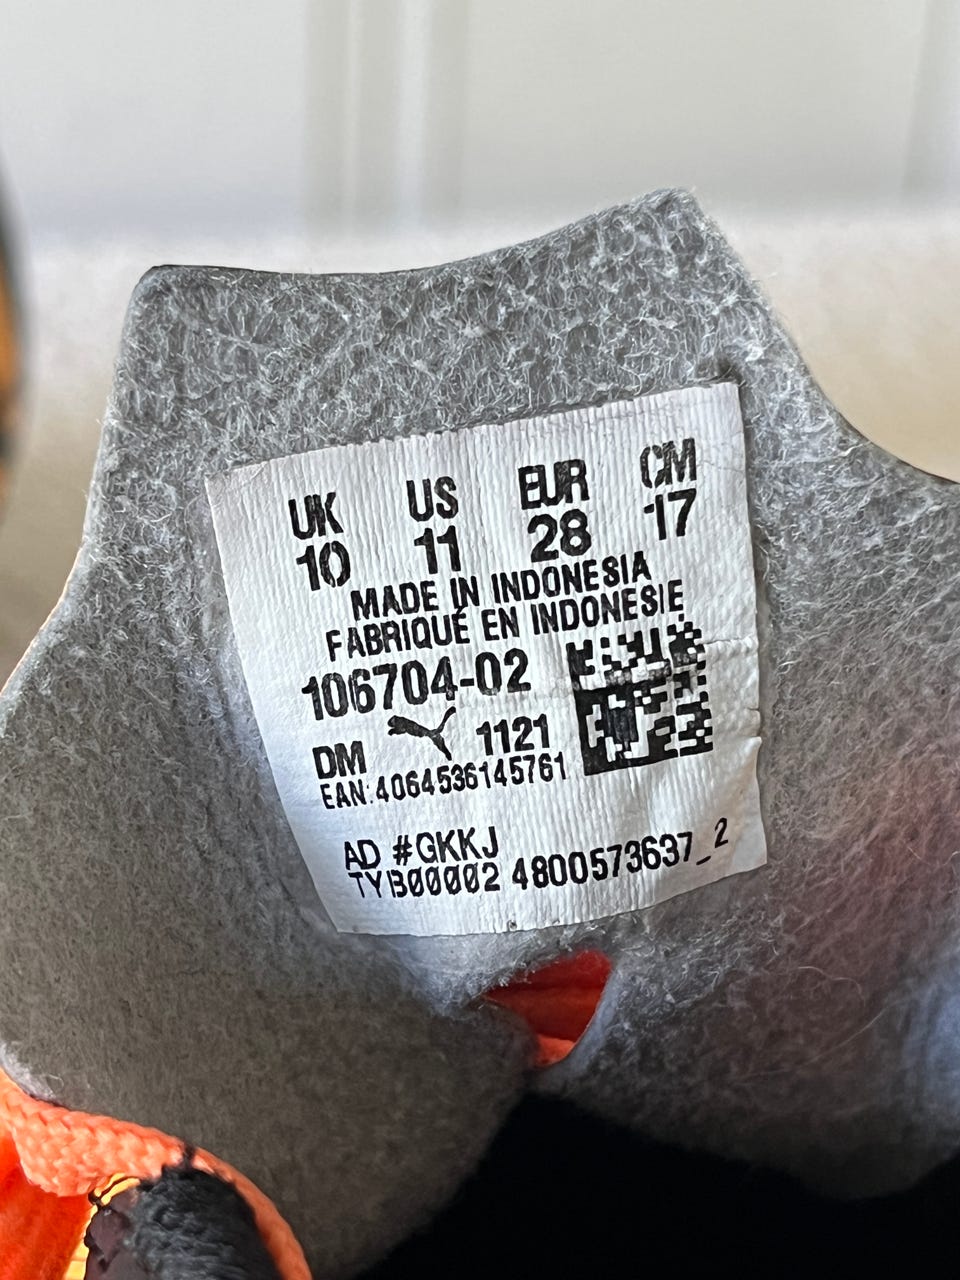 UK US EUR CM
10 11 28 17
MADE IN INDONESIA
FABRIQUÉ EN INDONESIE
106704-02
DM 1121
EAN:4064536145761
AD #GKKJ
TYB00002 4800573637_2